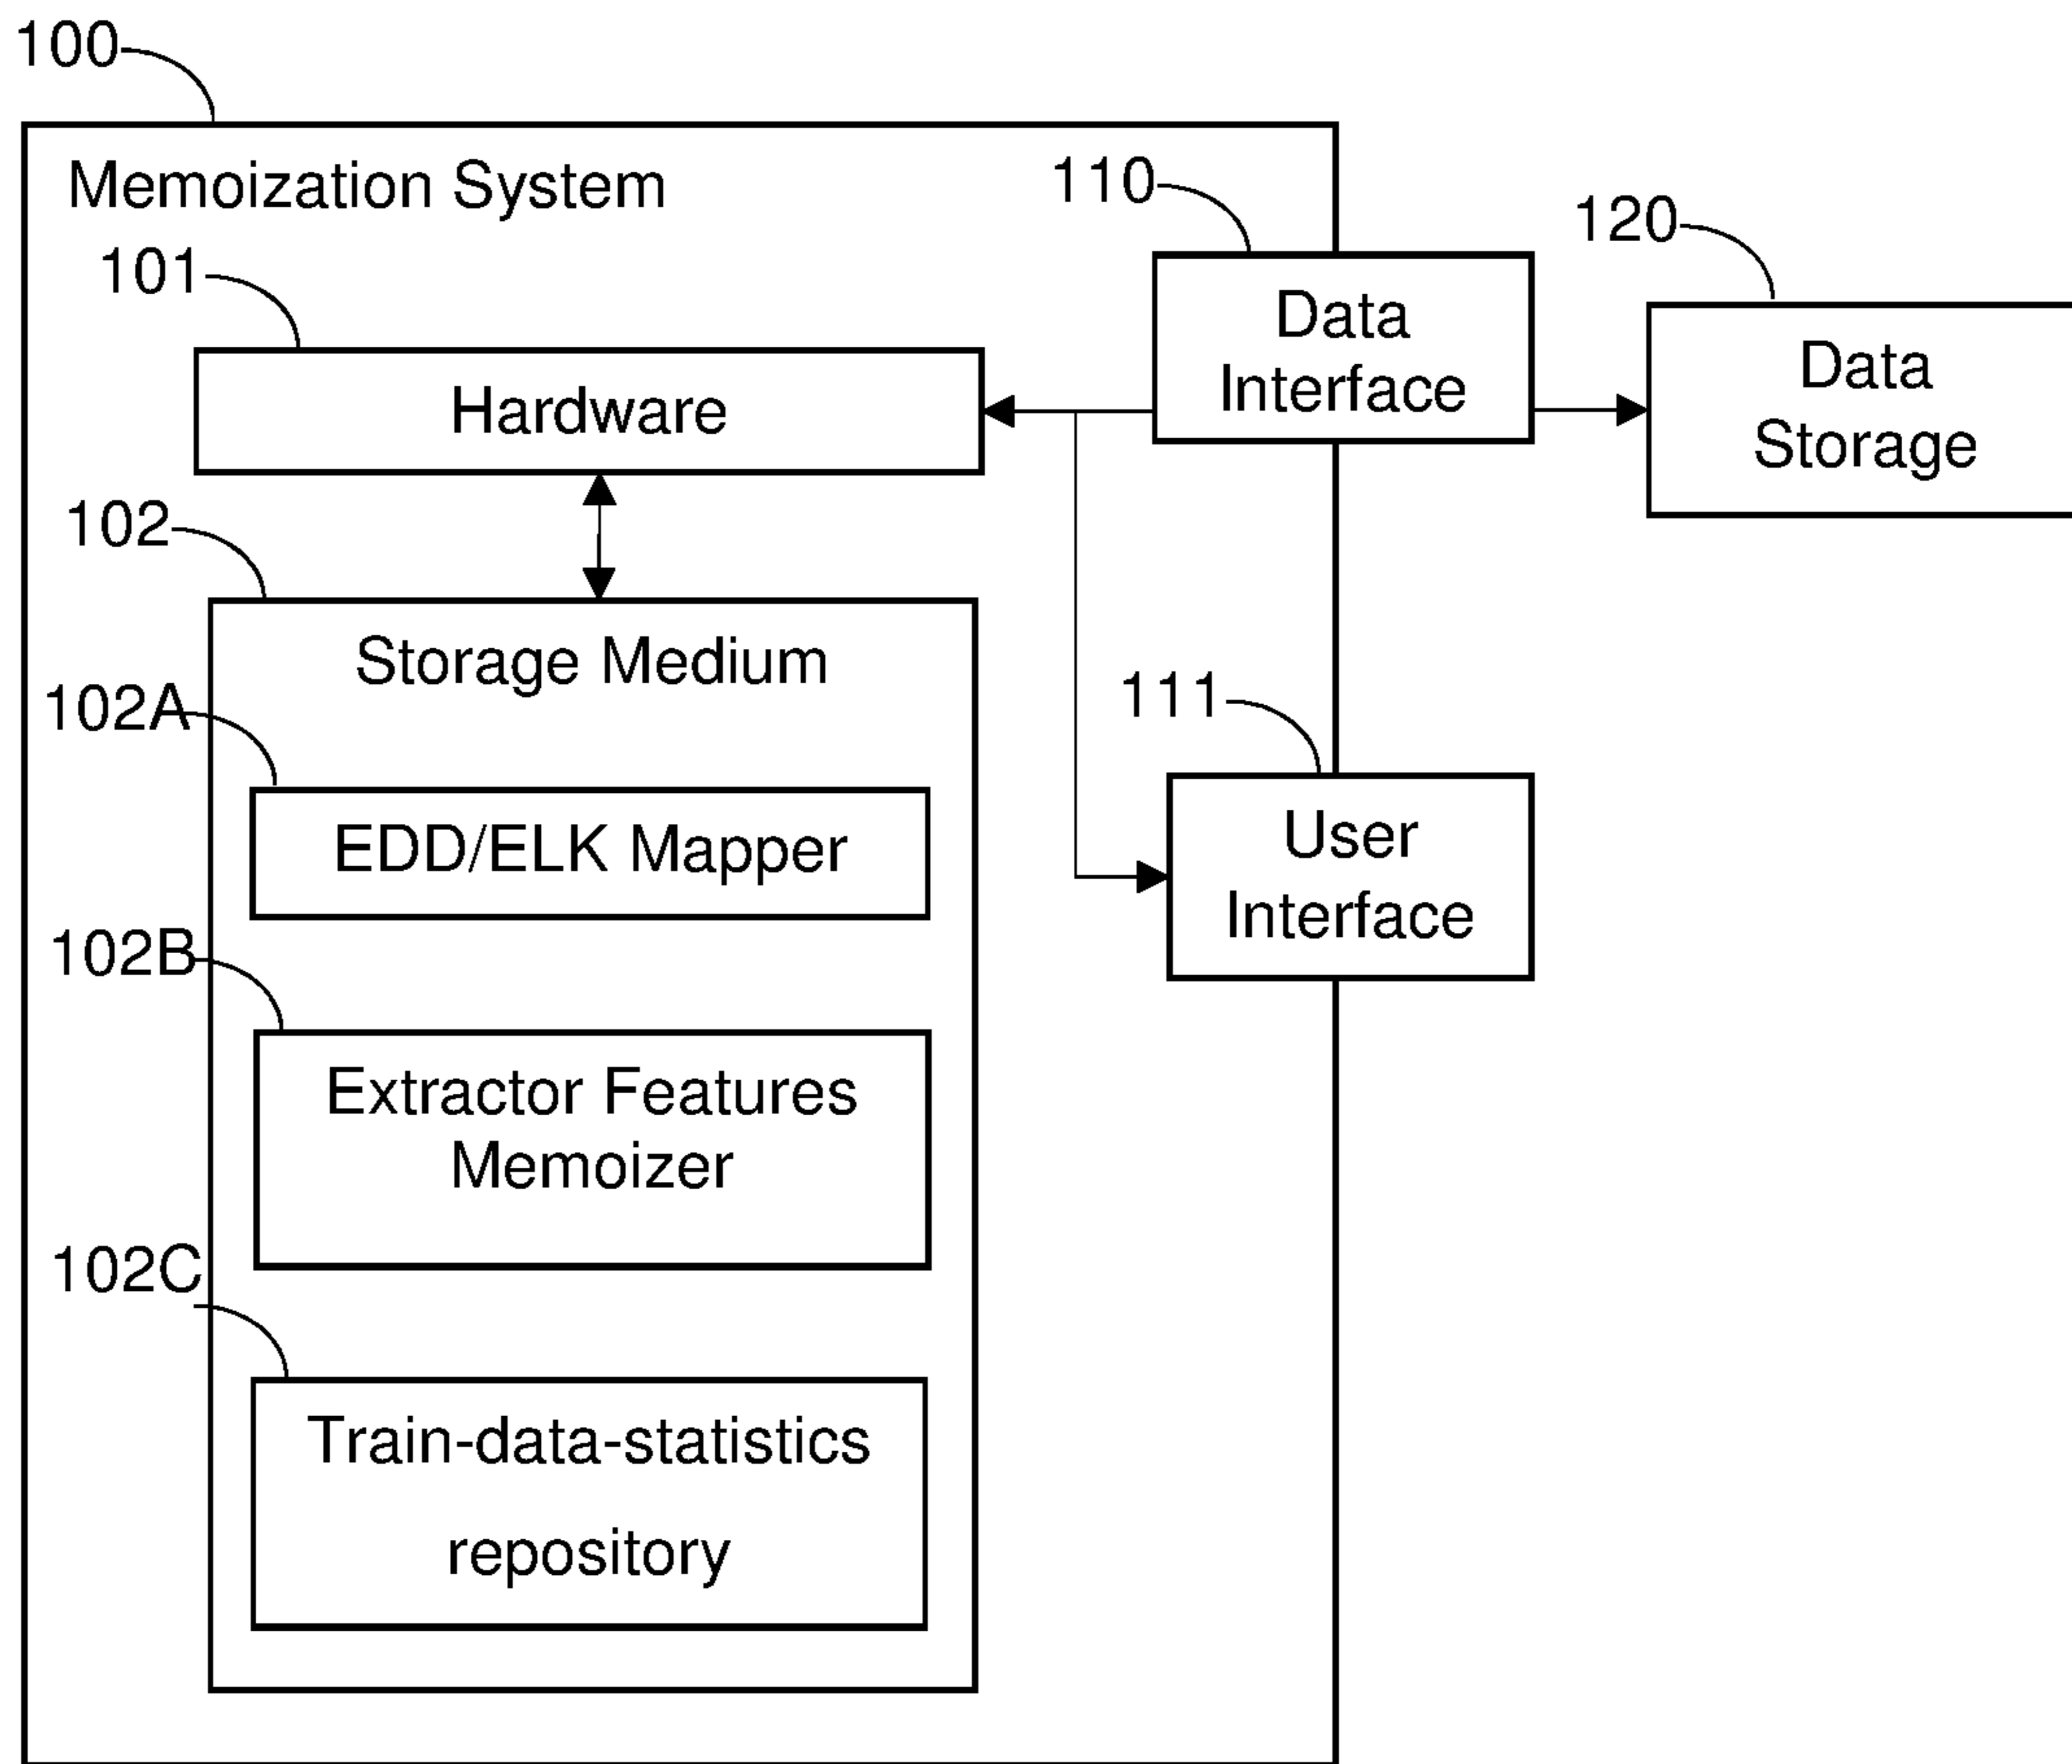 100
Memoization System
110
120
101
Data
Interface
Data
Storage
Hardware
102
Storage Medium
102A
111
EDD/ELK Mapper
User
Interface
102B
Extractor Features
Memoizer
102C
Train-data-statistics
repository